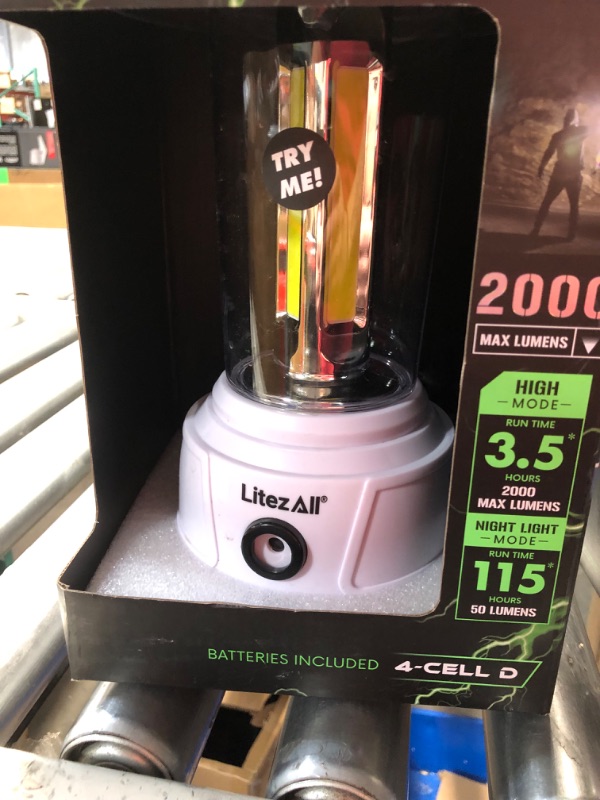 TRY
ME!
LitezAll®
2000
MAX LUMENS
HIGH
—MODE—
RUN TIME
3.5*
HOURS
2000
MAX LUMENS
NIGHT LIGHT
—MODE—
RUN TIME
115*
HOURS
50 LUMENS
BATTERIES INCLUDED 4-CELL D